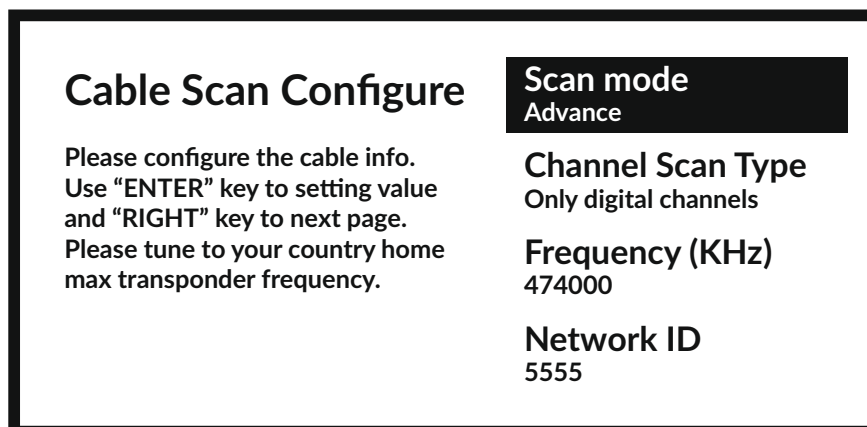 Cable Scan Configure
Please configure the cable info.
Use “ENTER” key to setting value
and “RIGHT” key to next page.
Please tune to your country home
max transponder frequency.
Scan mode
Advance
Channel Scan Type
Only digital channels
Frequency (KHz)
474000
Network ID
5555